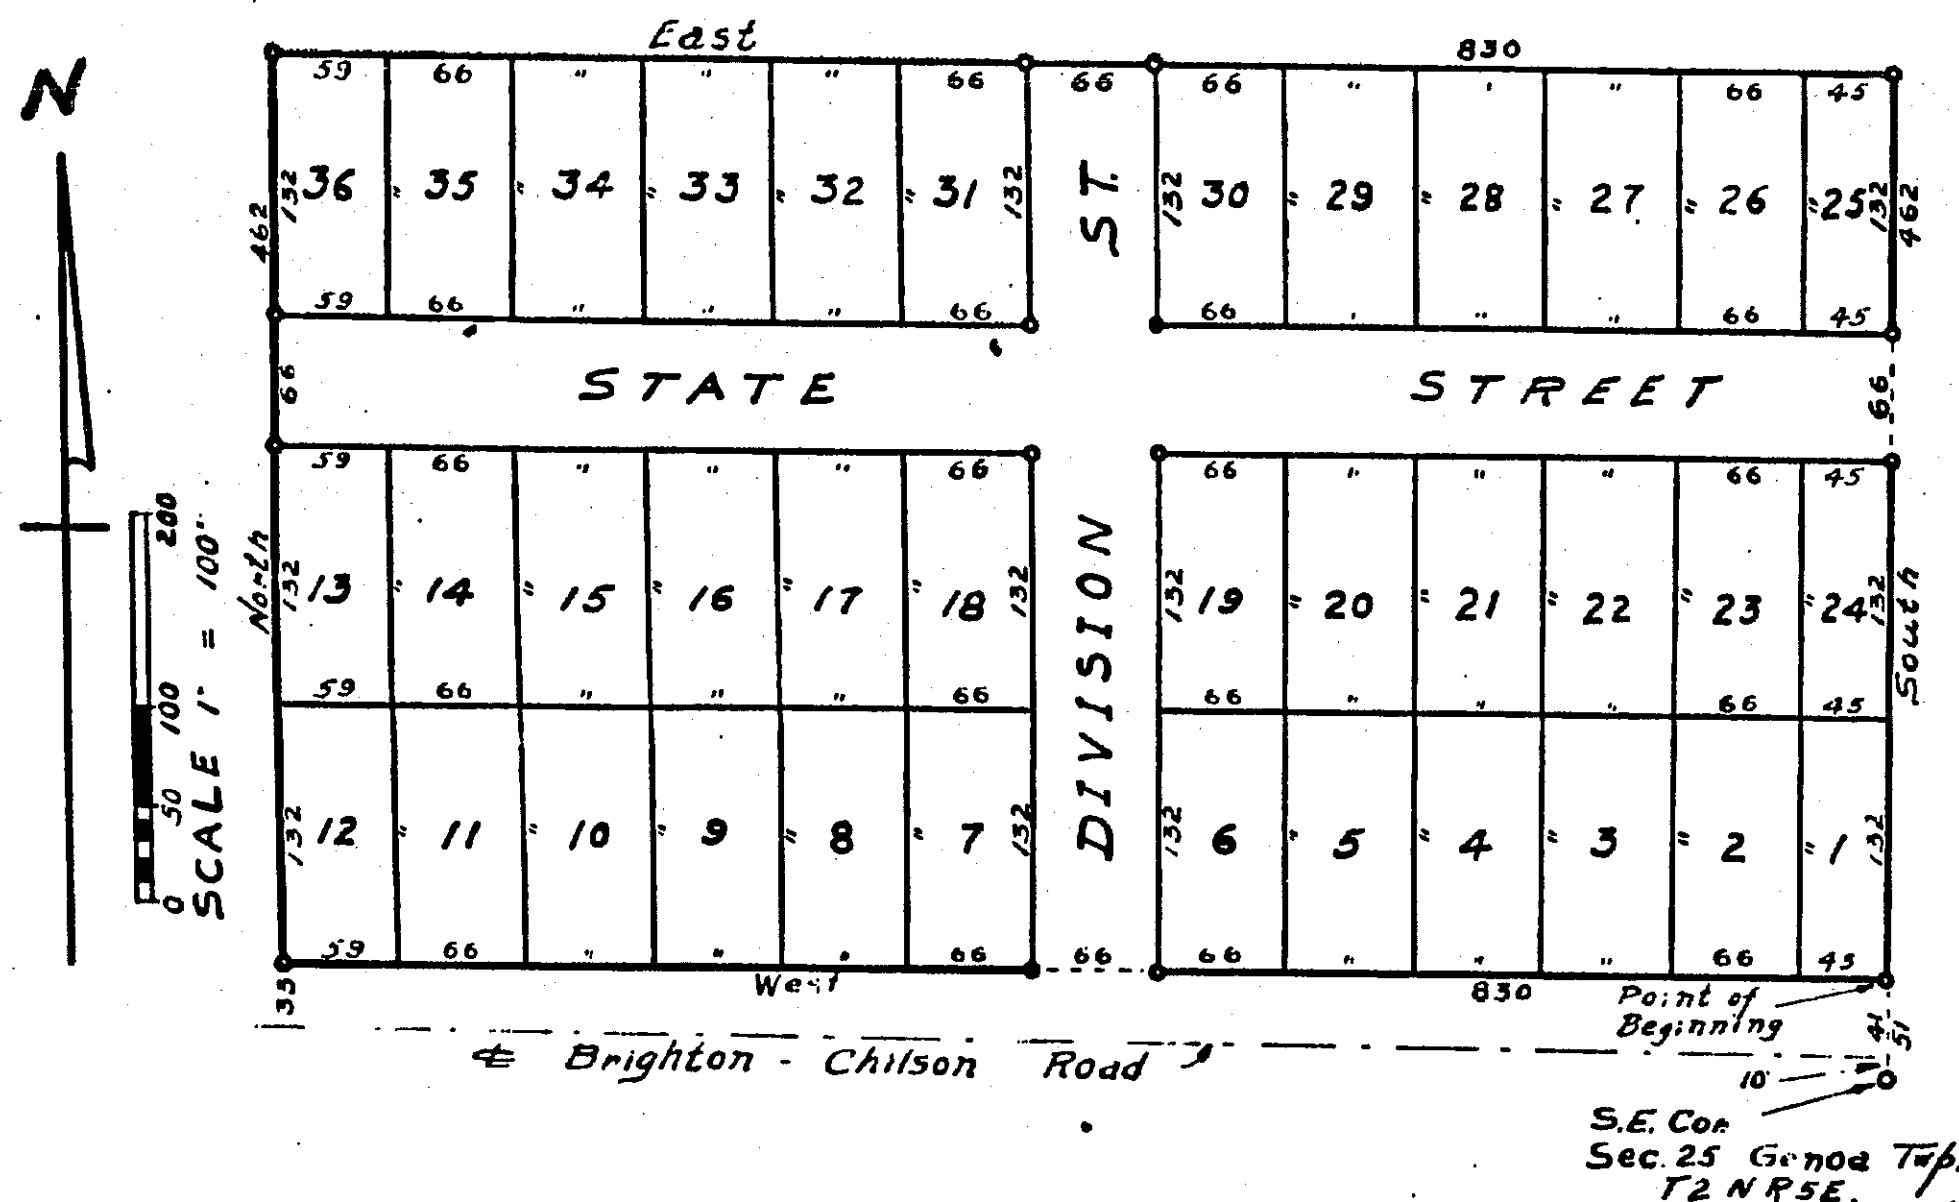 East
830
N
59 66 " " " 66 66 66 " ' " 66 45
462 132 36 " 35 " 34 " 33 " 32 " 31 132 ST. 132 30 " 29 " 28 " 27 " 26 " 25 132 462
59 66 " " " 66 66 ' " " 66 45
66 STATE STREET 66
59 66 " " " 66 66 " " " 66 45
North 132 13 " 14 " 15 " 16 " 17 " 18 132 DIVISION 132 19 " 20 " 21 " 22 " 23 " 24 132 South
59 66 " " " 66 66 " " " 66 45
132 12 " 11 " 10 " 9 " 8 " 7 132 132 6 " 5 " 4 " 3 " 2 " 1 132
59 66 " " " 66 66 66 " " " 66 45
0 50 100 200
SCALE 1" = 100'
33 West 830
Point of
Beginning
41
51
℄ Brighton - Chilson Road
10'
S.E. Cor.
Sec. 25 Genoa Twp.
T2 N R5E.